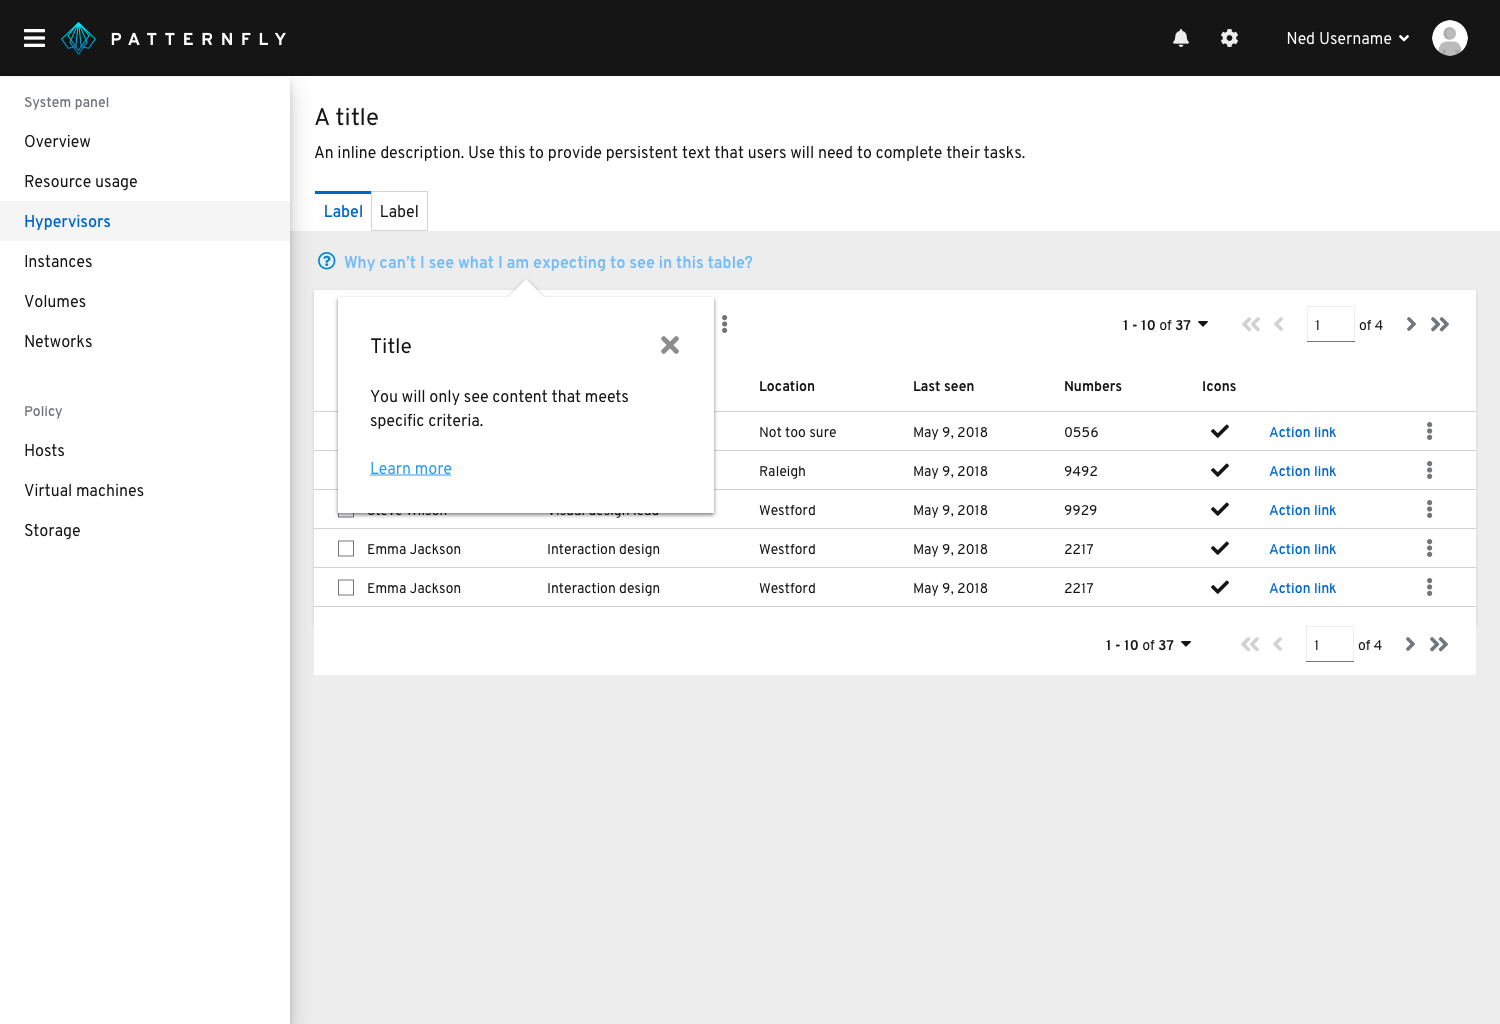 PATTERNFLY
Ned Username
System panel
Overview
Resource usage
Hypervisors
Instances
Volumes
Networks
Policy
Hosts
Virtual machines
Storage
A title
An inline description. Use this to provide persistent text that users will need to complete their tasks.
Label Label
Why can't I see what I am expecting to see in this table?
Title
You will only see content that meets
specific criteria.
Learn more
1 - 10 of 37 1 of 4
Location Last seen Numbers Icons
Not too sure May 9, 2018 0556 Action link
Raleigh May 9, 2018 9492 Action link
Steve Wilson Visual design lead Westford May 9, 2018 9929 Action link
Emma Jackson Interaction design Westford May 9, 2018 2217 Action link
Emma Jackson Interaction design Westford May 9, 2018 2217 Action link
1 - 10 of 37 1 of 4